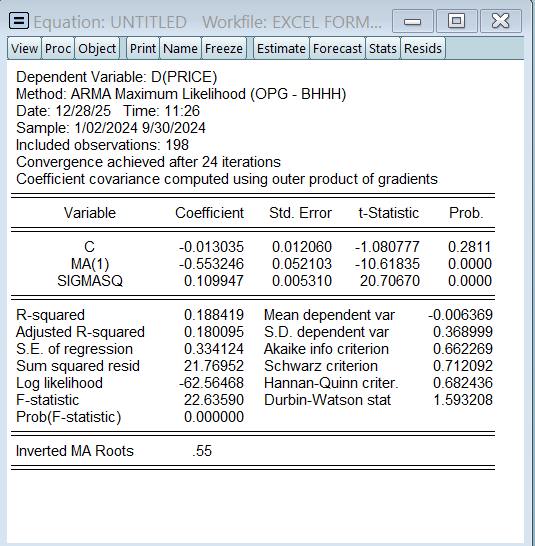 Equation: UNTITLED Workfile: EXCEL FORM...
View Proc Object Print Name Freeze Estimate Forecast Stats Resids
Dependent Variable: D(PRICE)
Method: ARMA Maximum Likelihood (OPG - BHHH)
Date: 12/28/25 Time: 11:26
Sample: 1/02/2024 9/30/2024
Included observations: 198
Convergence achieved after 24 iterations
Coefficient covariance computed using outer product of gradients
Variable Coefficient Std. Error t-Statistic Prob.
C -0.013035 0.012060 -1.080777 0.2811
MA(1) -0.553246 0.052103 -10.61835 0.0000
SIGMASQ 0.109947 0.005310 20.70670 0.0000
R-squared 0.188419 Mean dependent var -0.006369
Adjusted R-squared 0.180095 S.D. dependent var 0.368999
S.E. of regression 0.334124 Akaike info criterion 0.662269
Sum squared resid 21.76952 Schwarz criterion 0.712092
Log likelihood -62.56468 Hannan-Quinn criter. 0.682436
F-statistic 22.63590 Durbin-Watson stat 1.593208
Prob(F-statistic) 0.000000
Inverted MA Roots .55